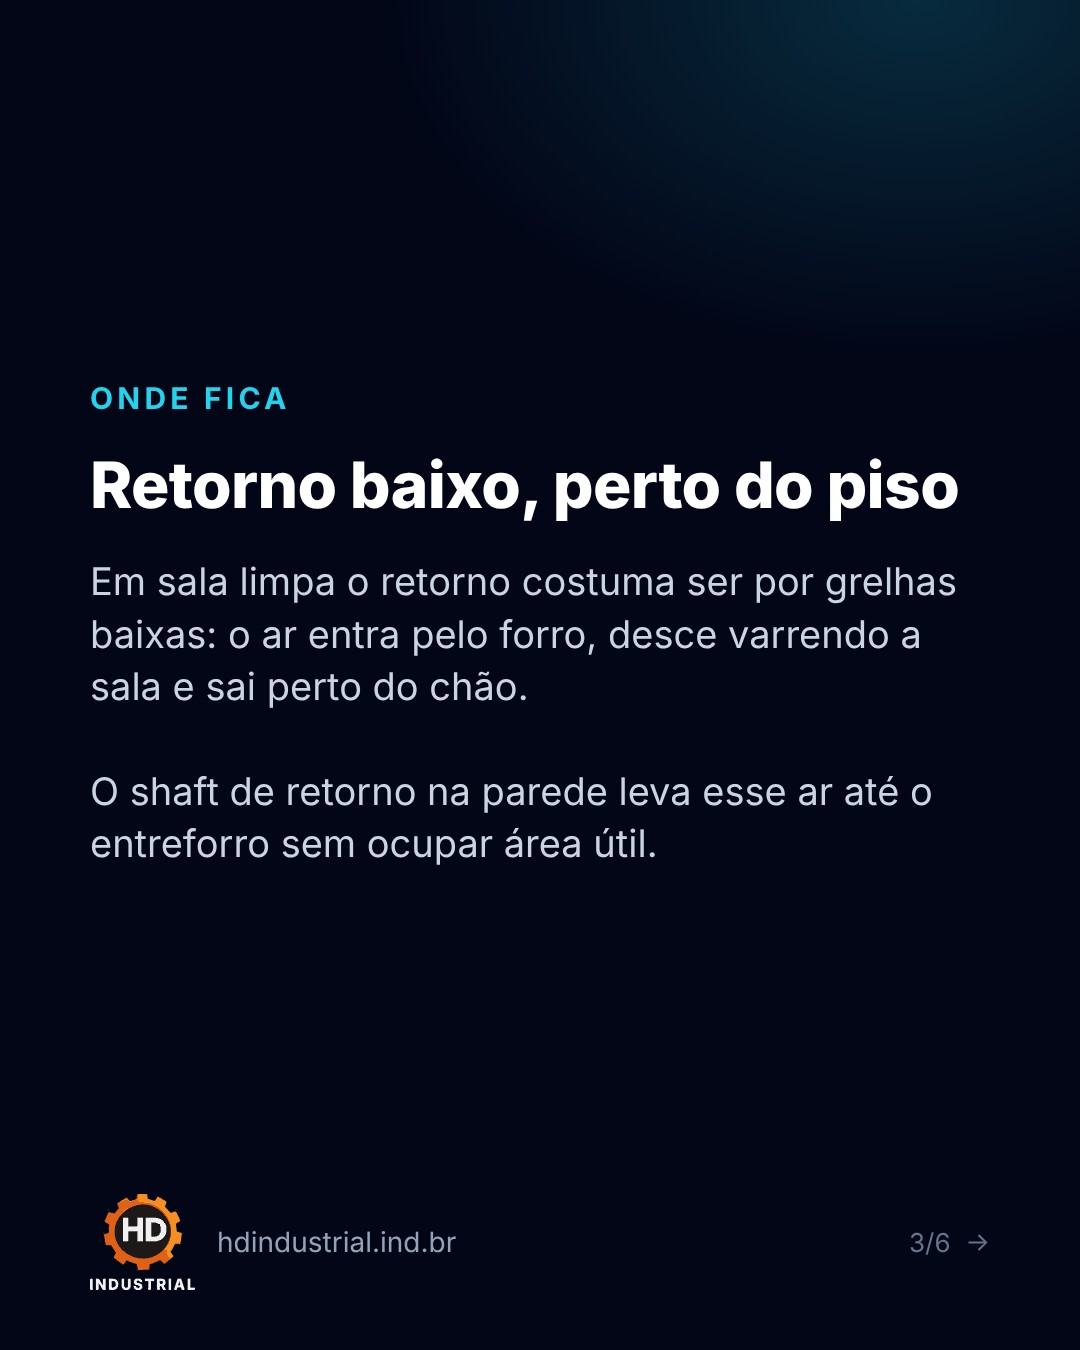 ONDE FICA
Retorno baixo, perto do piso
Em sala limpa o retorno costuma ser por grelhas
baixas: o ar entra pelo forro, desce varrendo a
sala e sai perto do chão.
O shaft de retorno na parede leva esse ar até o
entreforro sem ocupar área útil.
HD
INDUSTRIAL
hdindustrial.ind.br
3/6 →